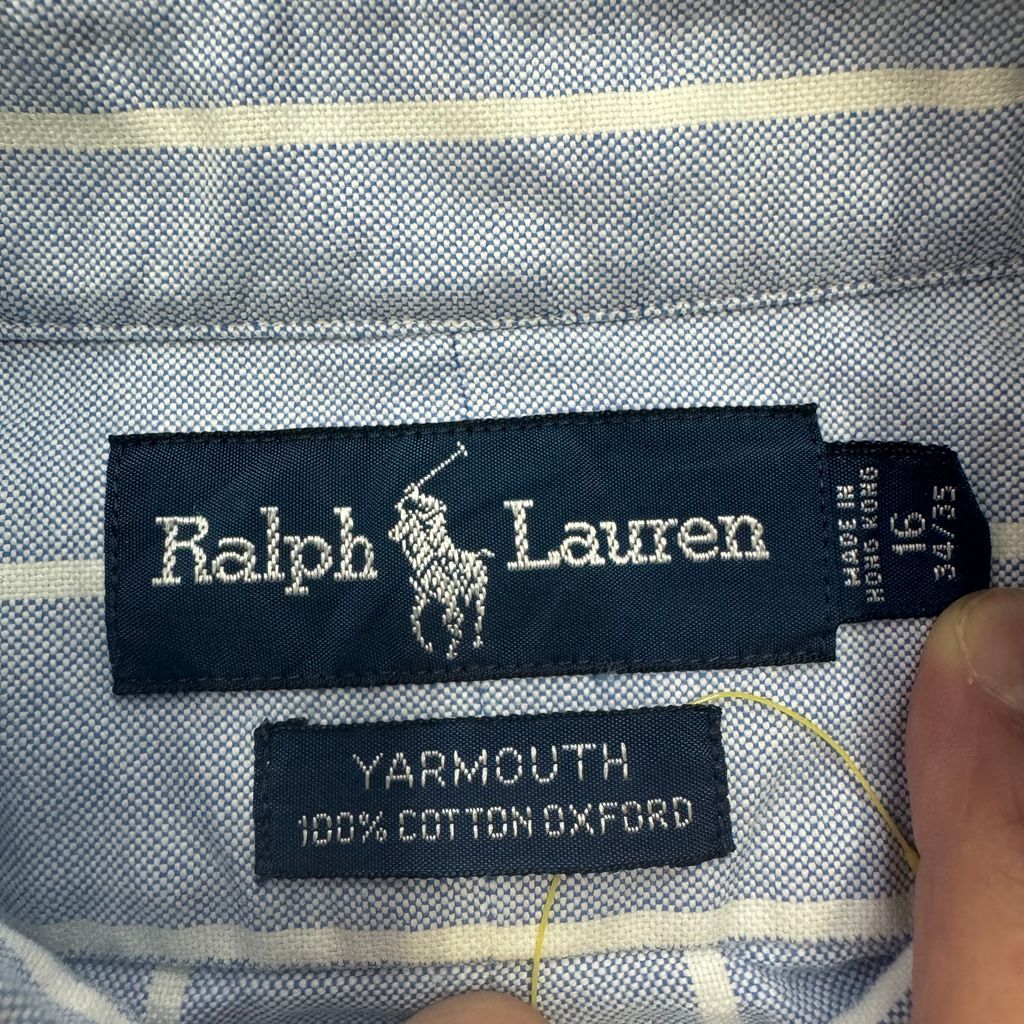 Ralph Lauren
MADE IN
HONG KONG
16
34/35
YARMOUTH
100% COTTON OXFORD